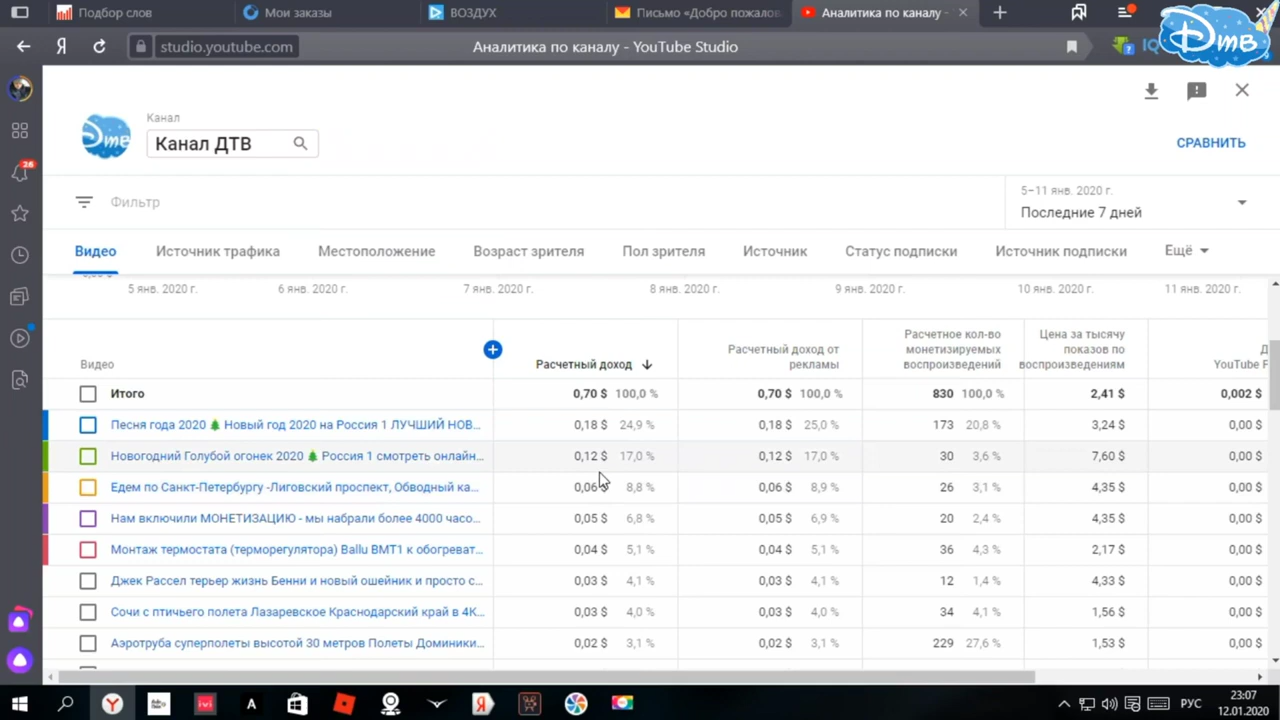 Подбор слов
Мои заказы
ВОЗДУХ
Письмо «Добро пожалов
Аналитика по каналу -
Я
studio.youtube.com
Аналитика по каналу - YouTube Studio
IQ
Дтв
Канал
Дтв
Канал ДТВ
СРАВНИТЬ
26
Фильтр
5–11 янв. 2020 г.
Последние 7 дней
Видео Источник трафика Местоположение Возраст зрителя Пол зрителя Источник Статус подписки Источник подписки Ещё
5 янв. 2020 г. 6 янв. 2020 г. 7 янв. 2020 г. 8 янв. 2020 г. 9 янв. 2020 г. 10 янв. 2020 г. 11 янв. 2020 г.
Видео
Расчетный доход
Расчетный доход от
рекламы
Расчетное кол-во
монетизируемых
воспроизведений
Цена за тысячу
показов по
воспроизведениям
Д
YouTube F
Итого 0,70 $ 100,0 % 0,70 $ 100,0 % 830 100,0 % 2,41 $ 0,002 $
Песня года 2020 🌲 Новый год 2020 на Россия 1 ЛУЧШИЙ НОВ... 0,18 $ 24,9 % 0,18 $ 25,0 % 173 20,8 % 3,24 $ 0,00 $
Новогодний Голубой огонек 2020 🌲 Россия 1 смотреть онлайн... 0,12 $ 17,0 % 0,12 $ 17,0 % 30 3,6 % 7,60 $ 0,00 $
Едем по Санкт-Петербургу -Лиговский проспект, Обводный ка... 0,06 $ 8,8 % 0,06 $ 8,9 % 26 3,1 % 4,35 $ 0,00 $
Нам включили МОНЕТИЗАЦИЮ - мы набрали более 4000 часо... 0,05 $ 6,8 % 0,05 $ 6,9 % 20 2,4 % 4,35 $ 0,00 $
Монтаж термостата (терморегулятора) Ballu BMT1 к обогреват... 0,04 $ 5,1 % 0,04 $ 5,1 % 36 4,3 % 2,17 $ 0,00 $
Джек Рассел терьер жизнь Бенни и новый ошейник и просто с... 0,03 $ 4,1 % 0,03 $ 4,1 % 12 1,4 % 4,33 $ 0,00 $
Сочи с птичьего полета Лазаревское Краснодарский край в 4K... 0,03 $ 4,0 % 0,03 $ 4,0 % 34 4,1 % 1,56 $ 0,00 $
Аэротруба суперполеты высотой 30 метров Полеты Доминики... 0,02 $ 3,1 % 0,02 $ 3,1 % 229 27,6 % 1,53 $ 0,00 $
РУС
23:07
12.01.2020